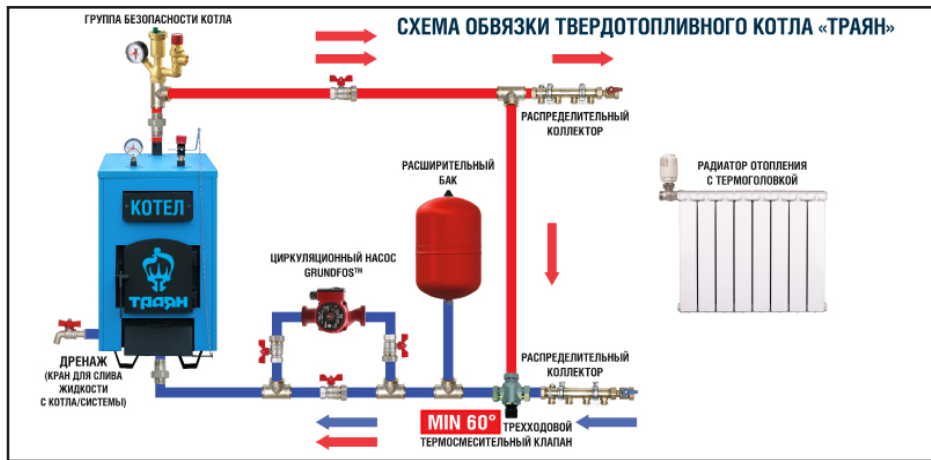 ГРУППА БЕЗОПАСНОСТИ КОТЛА
СХЕМА ОБВЯЗКИ ТВЕРДОТОПЛИВНОГО КОТЛА «ТРАЯН»
РАСПРЕДЕЛИТЕЛЬНЫЙ
КОЛЛЕКТОР
РАСШИРИТЕЛЬНЫЙ
БАК
РАДИАТОР ОТОПЛЕНИЯ
С ТЕРМОГОЛОВКОЙ
КОТЕЛ
ТРАЯН
ЦИРКУЛЯЦИОННЫЙ НАСОС
GRUNDFOS™
ДРЕНАЖ
(КРАН ДЛЯ СЛИВА
ЖИДКОСТИ
С КОТЛА/СИСТЕМЫ)
РАСПРЕДЕЛИТЕЛЬНЫЙ
КОЛЛЕКТОР
MIN 60° ТРЕХХОДОВОЙ
ТЕРМОСМЕСИТЕЛЬНЫЙ КЛАПАН